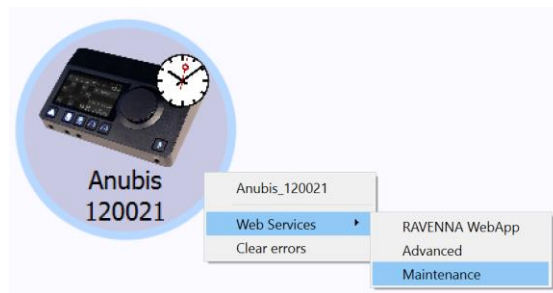 Anubis
120021
Anubis_120021
Web Services
Clear errors
RAVENNA WebApp
Advanced
Maintenance